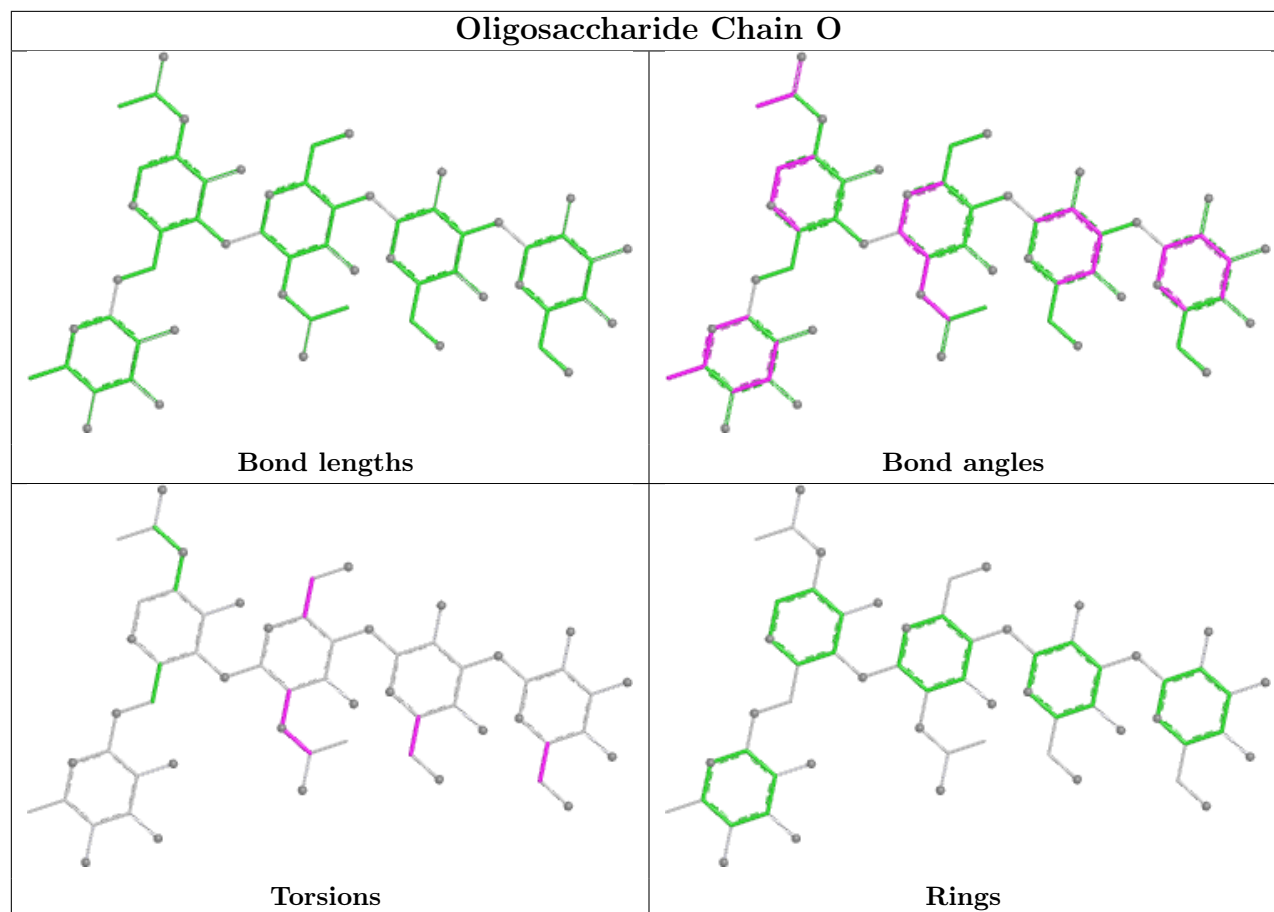 Oligosaccharide Chain O
Bond lengths
Bond angles
Torsions
Rings